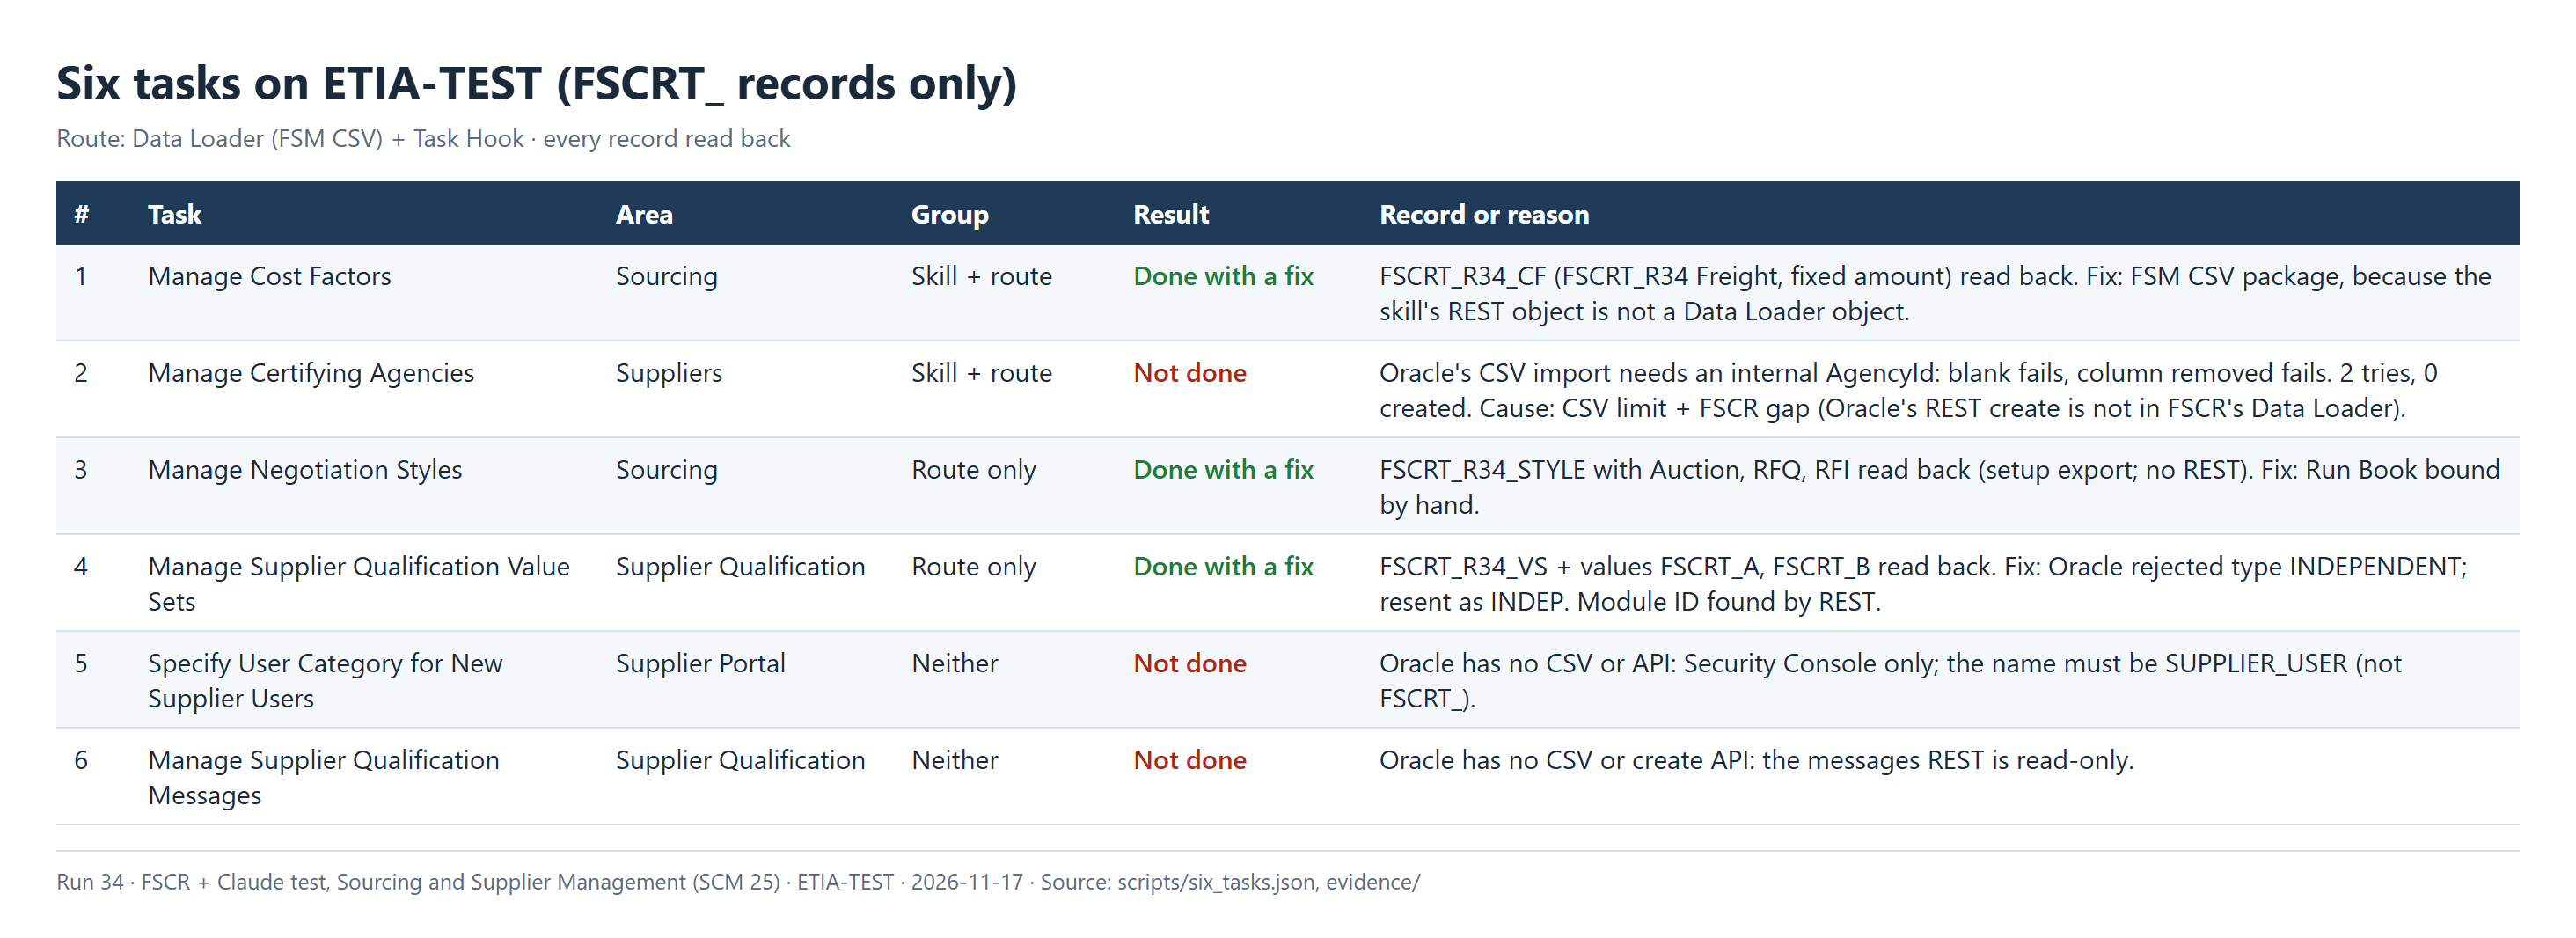 Six tasks on ETIA-TEST (FSCRT_ records only)
Route: Data Loader (FSM CSV) + Task Hook · every record read back
# Task Area Group Result Record or reason
1 Manage Cost Factors Sourcing Skill + route Done with a fix FSCRT_R34_CF (FSCRT_R34 Freight, fixed amount) read back. Fix: FSM CSV package, because the
skill's REST object is not a Data Loader object.
2 Manage Certifying Agencies Suppliers Skill + route Not done Oracle's CSV import needs an internal AgencyId: blank fails, column removed fails. 2 tries, 0
created. Cause: CSV limit + FSCR gap (Oracle's REST create is not in FSCR's Data Loader).
3 Manage Negotiation Styles Sourcing Route only Done with a fix FSCRT_R34_STYLE with Auction, RFQ, RFI read back (setup export; no REST). Fix: Run Book bound
by hand.
4 Manage Supplier Qualification Value Supplier Qualification Route only Done with a fix FSCRT_R34_VS + values FSCRT_A, FSCRT_B read back. Fix: Oracle rejected type INDEPENDENT;
Sets resent as INDEP. Module ID found by REST.
5 Specify User Category for New Supplier Portal Neither Not done Oracle has no CSV or API: Security Console only; the name must be SUPPLIER_USER (not
Supplier Users FSCRT_).
6 Manage Supplier Qualification Supplier Qualification Neither Not done Oracle has no CSV or create API: the messages REST is read-only.
Messages
Run 34 · FSCR + Claude test, Sourcing and Supplier Management (SCM 25) · ETIA-TEST · 2026-11-17 · Source: scripts/six_tasks.json, evidence/